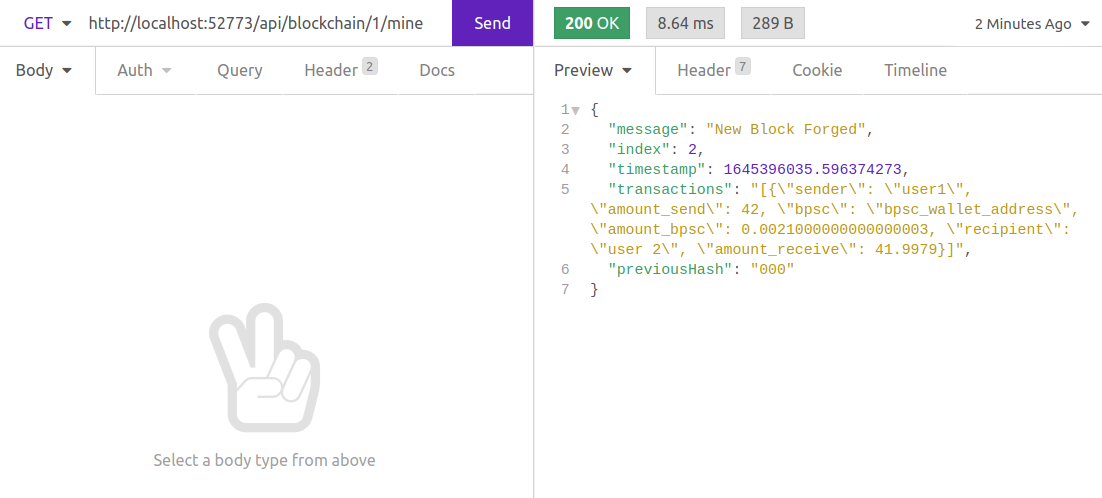 GET http://localhost:52773/api/blockchain/1/mine Send 200 OK 8.64 ms 289 B 2 Minutes Ago
Body Auth Query Header 2 Docs Preview Header 7 Cookie Timeline
1 {
2 "message": "New Block Forged",
3 "index": 2,
4 "timestamp": 1645396035.596374273,
5 "transactions": "[{\"sender\": \"user1\",
\"amount_send\": 42, \"bpsc\": \"bpsc_wallet_address\",
\"amount_bpsc\": 0.0021000000000000003, \"recipient\":
\"user 2\", \"amount_receive\": 41.9979}]",
6 "previousHash": "000"
7 }
Select a body type from above